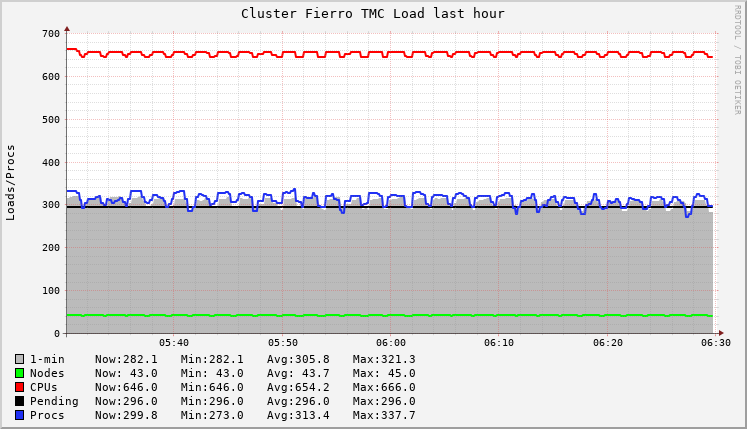 Cluster Fierro TMC Load last hour
RRDTOOL / TOBI OETIKER
Loads/Procs
700
600
500
400
300
200
100
0
05:40 05:50 06:00 06:10 06:20 06:30
1-min Now:282.1 Min:282.1 Avg:305.8 Max:321.3
Nodes Now: 43.0 Min: 43.0 Avg: 43.7 Max: 45.0
CPUs Now:646.0 Min:646.0 Avg:654.2 Max:666.0
Pending Now:296.0 Min:296.0 Avg:296.0 Max:296.0
Procs Now:299.8 Min:273.0 Avg:313.4 Max:337.7